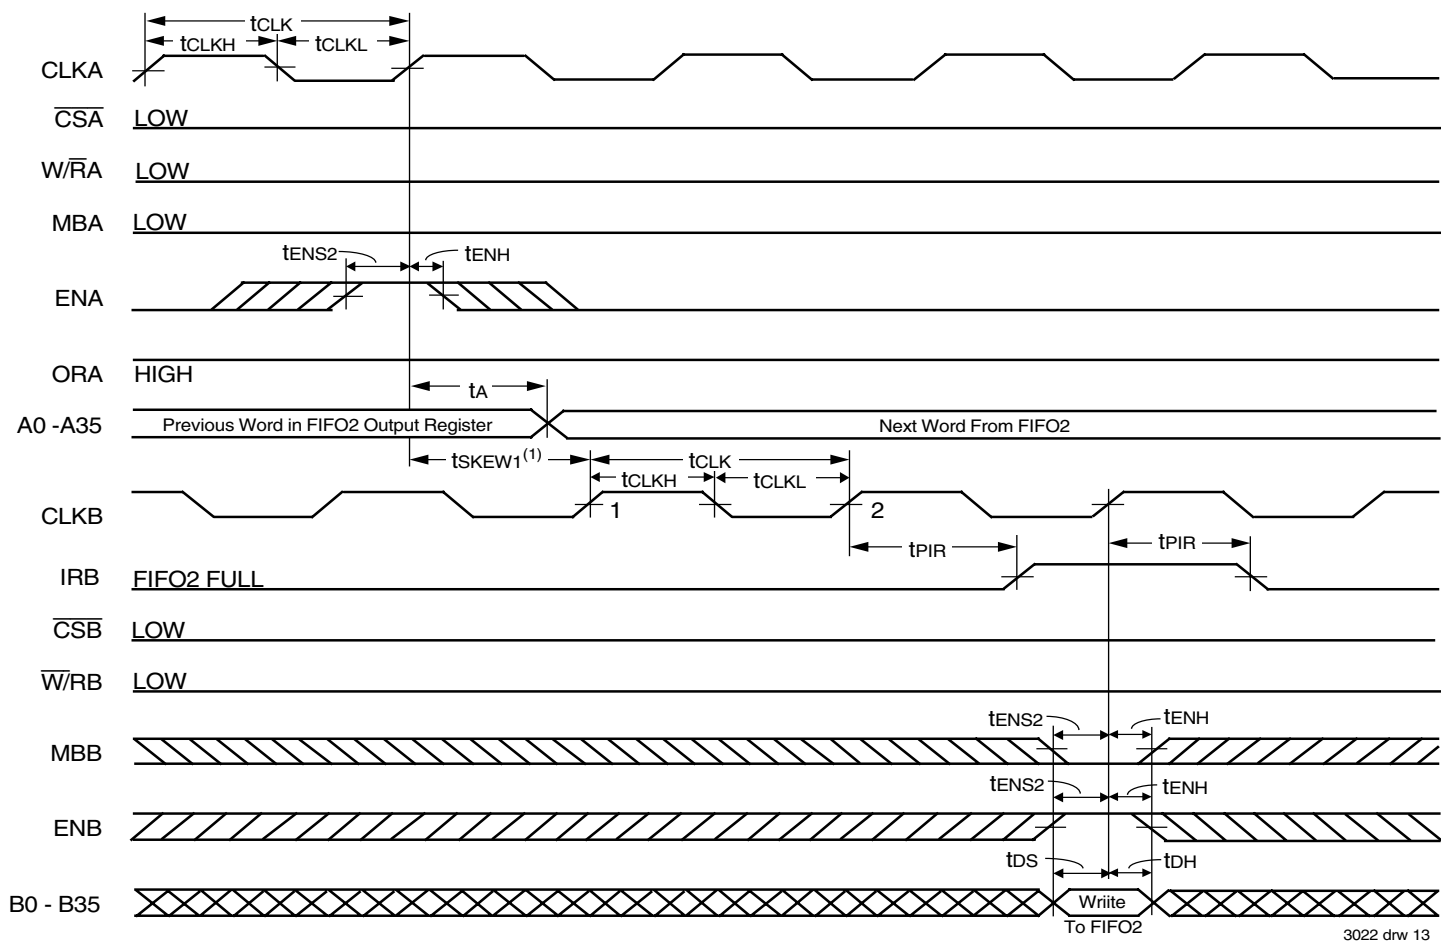 tCLK
tCLKH tCLKL
CLKA
CSA LOW
W/RA LOW
MBA LOW
tENS2 tENH
ENA
ORA HIGH
tA
A0 -A35 Previous Word in FIFO2 Output Register Next Word From FIFO2
tSKEW1(1) tCLK
tCLKH tCLKL
CLKB 1 2
tPIR tPIR
IRB FIFO2 FULL
CSB LOW
W/RB LOW
tENS2 tENH
MBB
tENS2 tENH
ENB
tDS tDH
B0 - B35 Wriite
To FIFO2
3022 drw 13